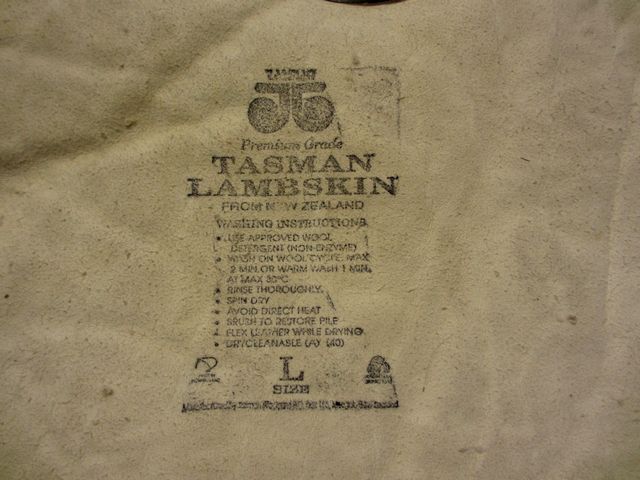 Premium Grade
TASMAN
LAMBSKIN
FROM NEW ZEALAND
WASHING INSTRUCTIONS
• USE APPROVED WOOL
DETERGENT (NON-ENZYME)
• WASH ON WOOL CYCLE, MAX
2 MIN. OR WARM WASH 1 MIN.
AT MAX 30°C
• RINSE THOROUGHLY.
• SPIN DRY
• AVOID DIRECT HEAT
• BRUSH TO RESTORE PILE
• FLEX LEATHER WHILE DRYING
• DRYCLEANABLE (A) (40)
L
SIZE